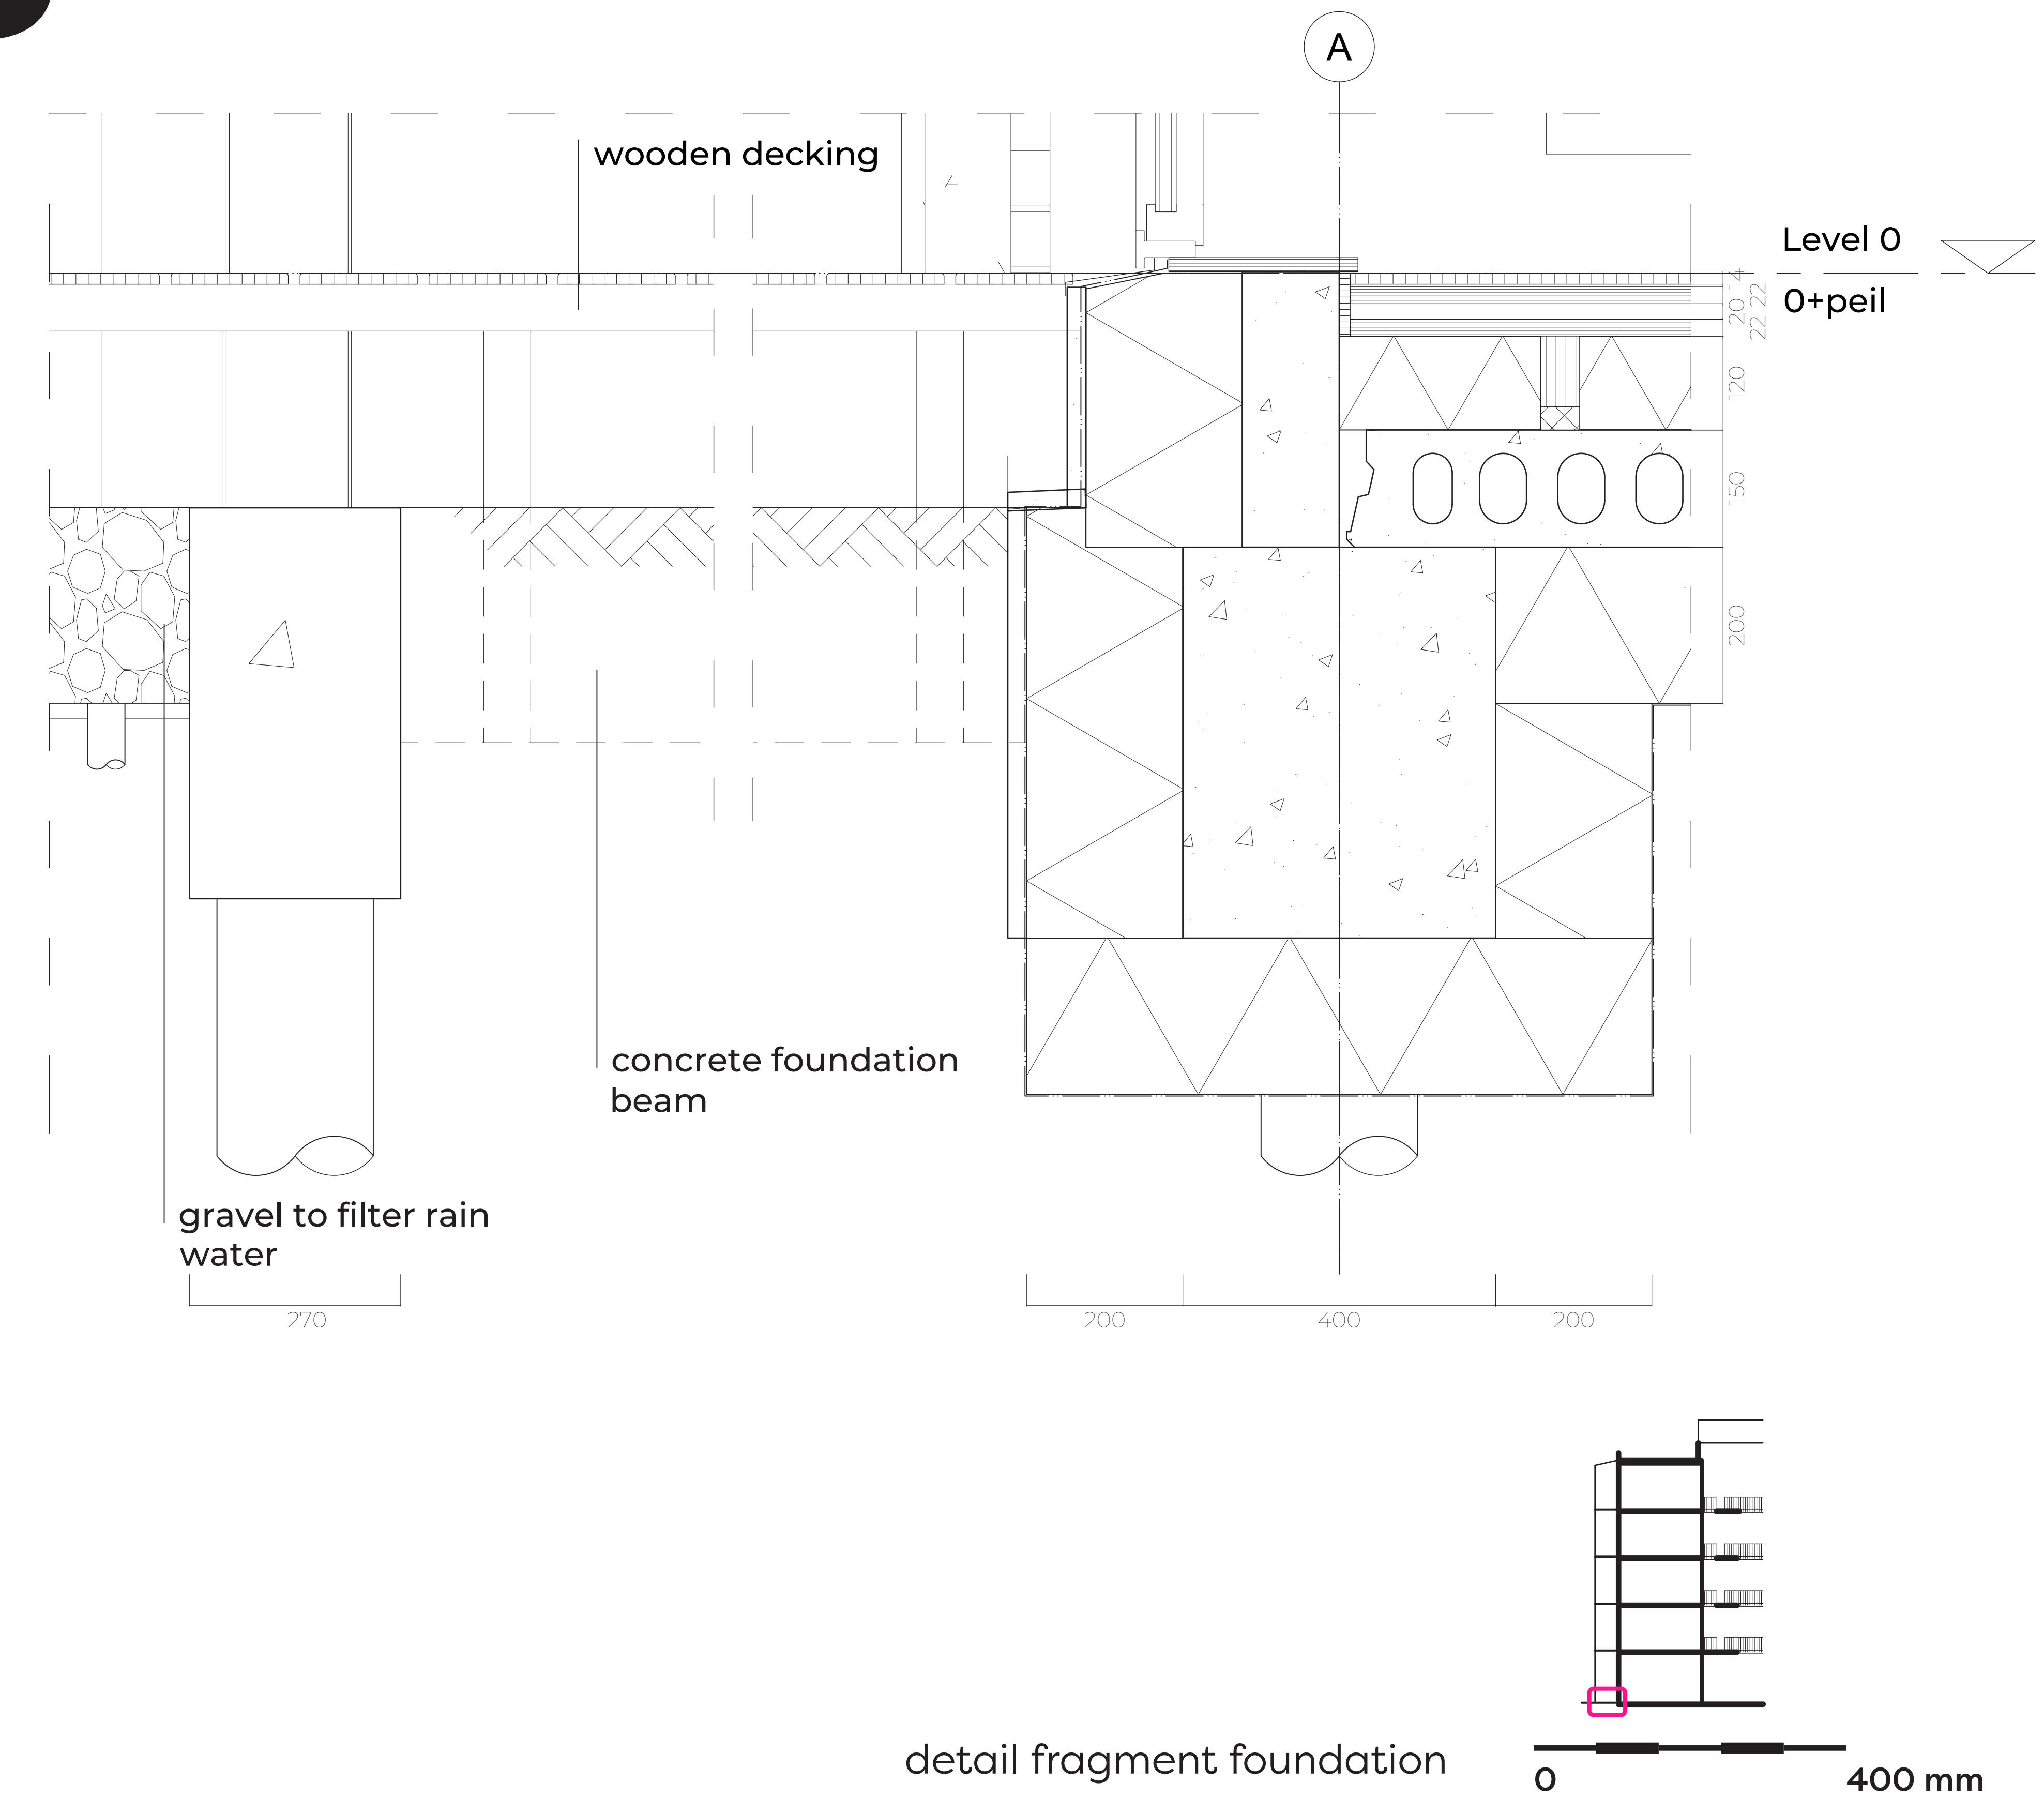 A
wooden decking
Level 0
0+peil
14
22
20
22
120
150
200
concrete foundation
beam
gravel to filter rain
water
270
200
400
200
detail fragment foundation
0
400 mm